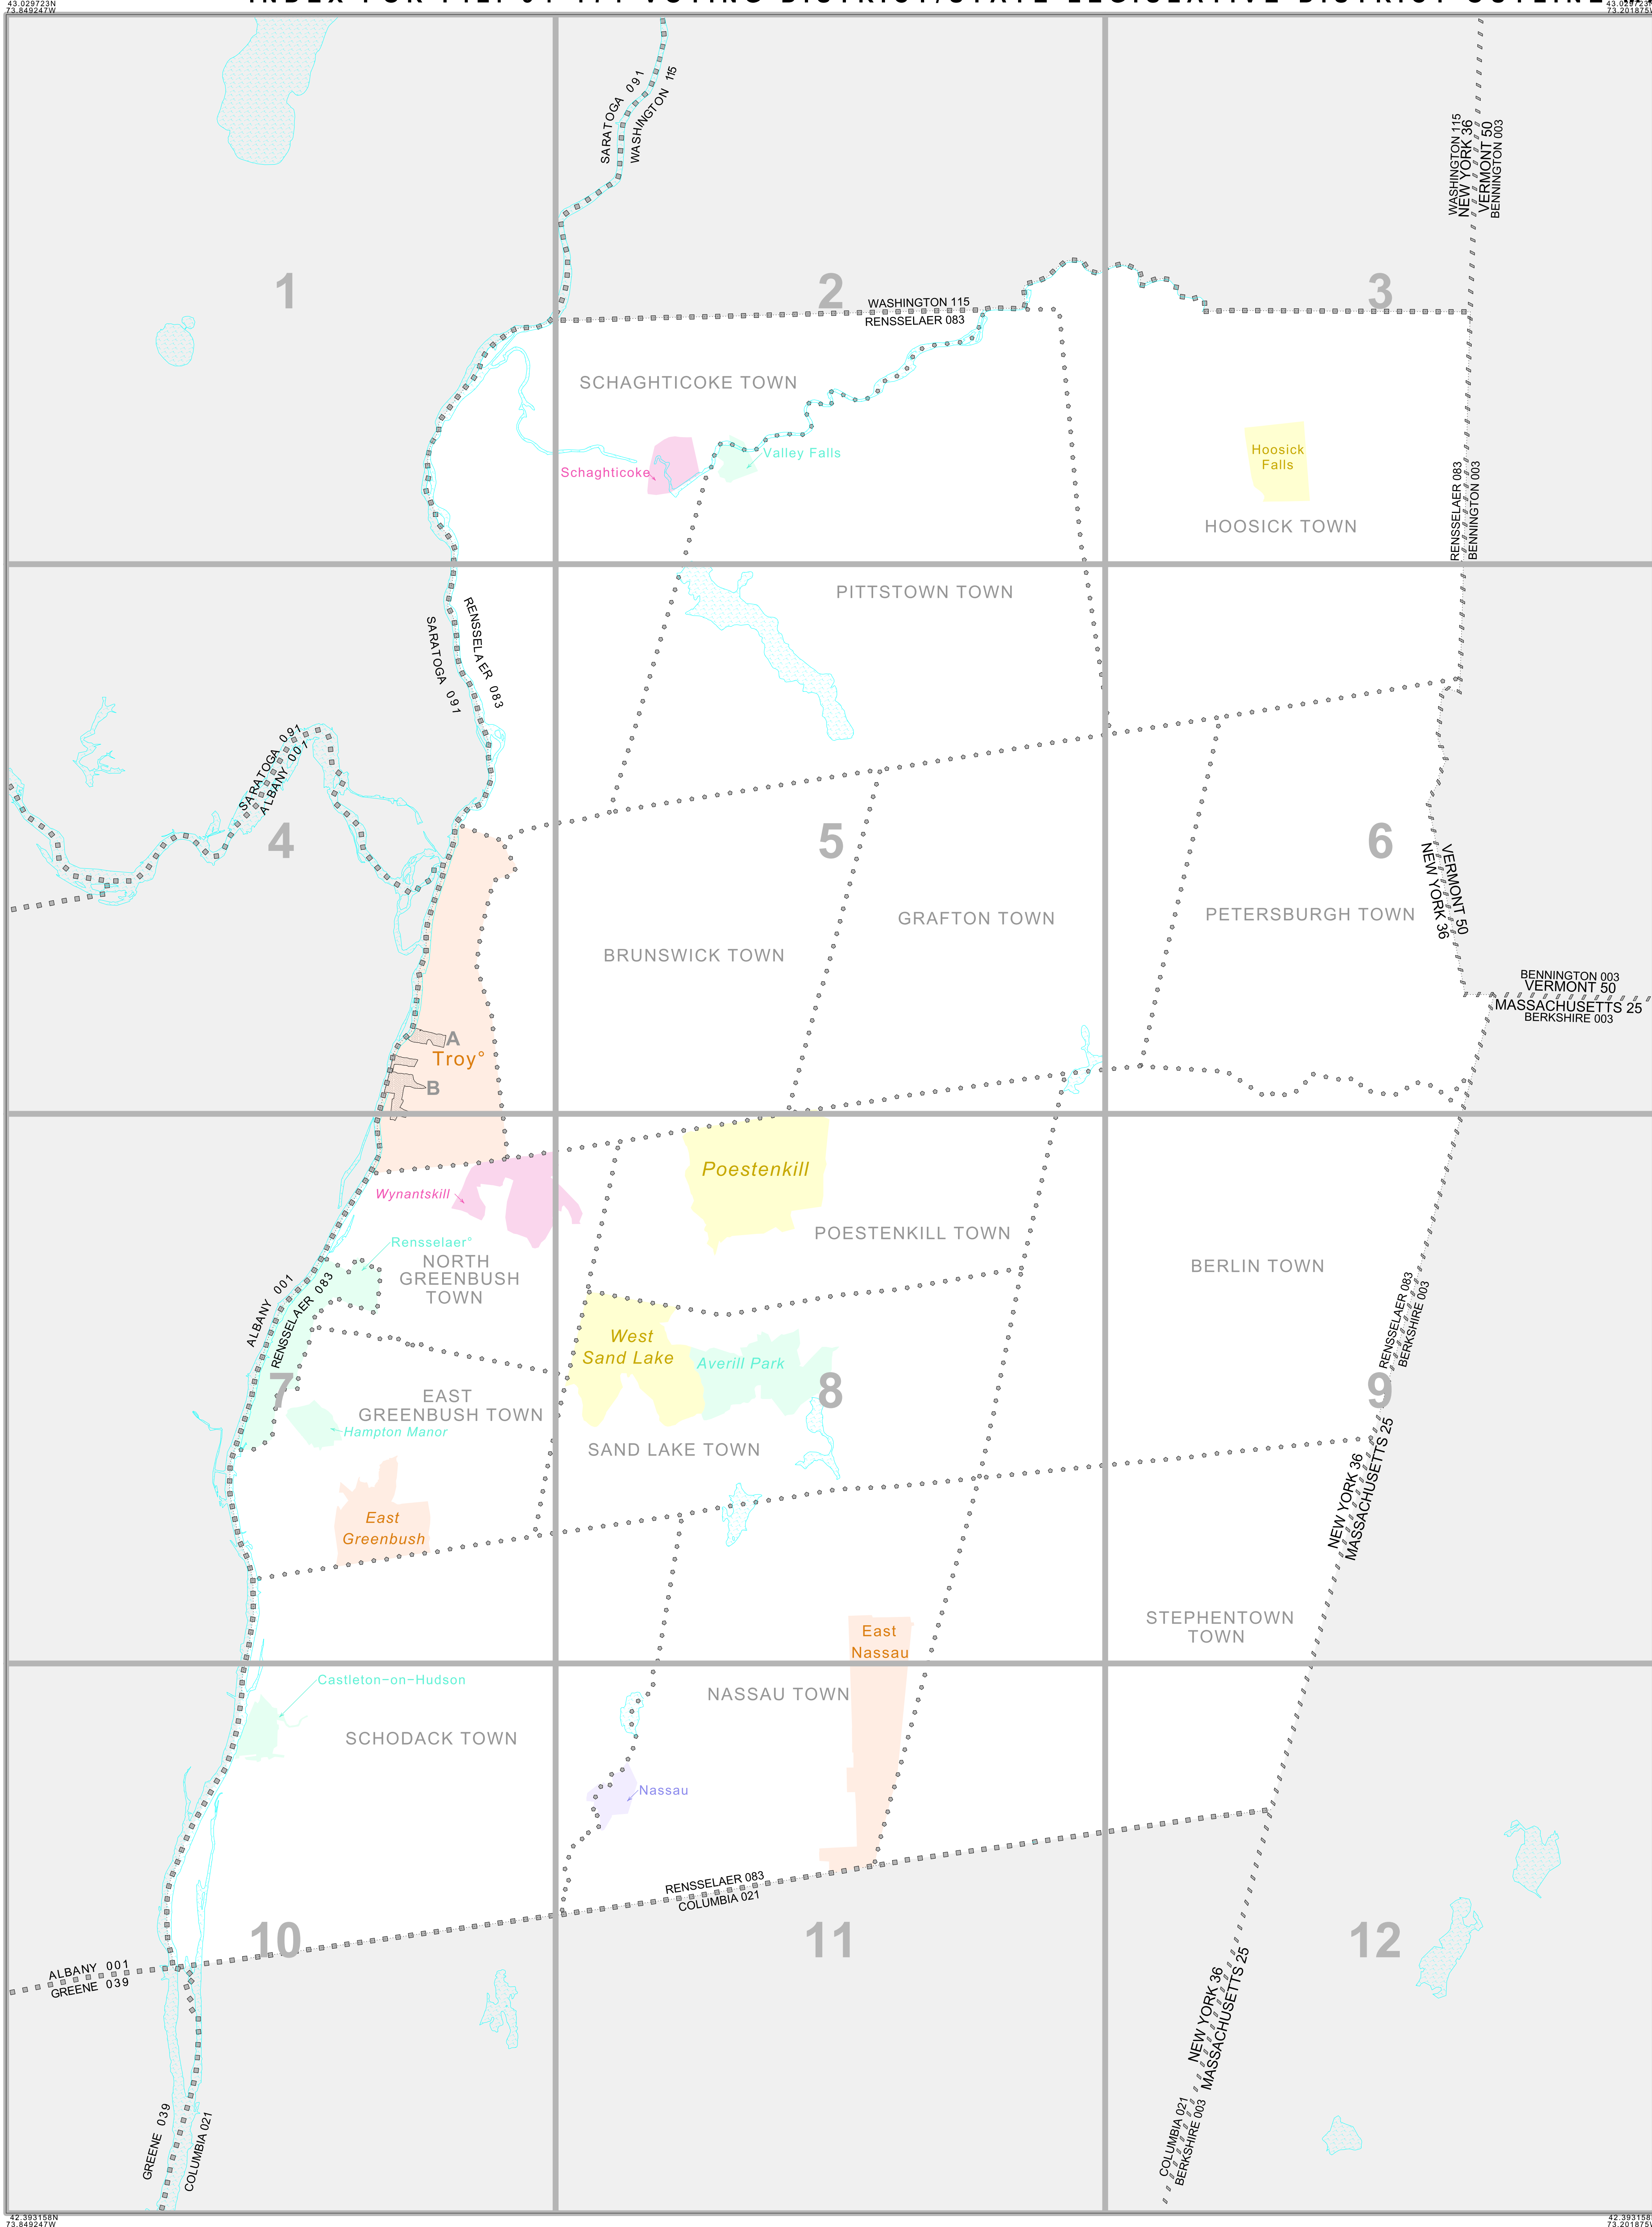 43.029723N
73.849247W
73.201875W
SARATOGA 091
WASHINGTON 115
WASHINGTON 115
NEW YORK 36
VERMONT 50
BENNINGTON 003
1
2
3
WASHINGTON 115
RENSSELAER 083
SCHAGHTICOKE TOWN
Schaghticoke
Valley Falls
Hoosick
Falls
HOOSICK TOWN
RENSSELAER 083
BENNINGTON 003
PITTSTOWN TOWN
RENSSELAER 083
SARATOGA 091
SARATOGA 091
ALBANY 001
4
5
6
VERMONT 50
NEW YORK 36
GRAFTON TOWN
PETERSBURGH TOWN
BRUNSWICK TOWN
BENNINGTON 003
VERMONT 50
MASSACHUSETTS 25
BERKSHIRE 003
A
Troy°
B
Poestenkill
Wynantskill
POESTENKILL TOWN
Rensselaer°
NORTH
GREENBUSH
TOWN
BERLIN TOWN
ALBANY 001
RENSSELAER 083
RENSSELAER 083
BERKSHIRE 003
West
Sand Lake
Averill Park
7
8
9
EAST
GREENBUSH TOWN
Hampton Manor
SAND LAKE TOWN
NEW YORK 36
MASSACHUSETTS 25
East
Greenbush
East
Nassau
STEPHENTOWN
TOWN
Castleton-on-Hudson
NASSAU TOWN
SCHODACK TOWN
Nassau
RENSSELAER 083
COLUMBIA 021
10
11
12
ALBANY 001
GREENE 039
NEW YORK 36
MASSACHUSETTS 25
GREENE 039
COLUMBIA 021
COLUMBIA 021
BERKSHIRE 003
42.393158N
73.849247W
42.393158N
73.201875W